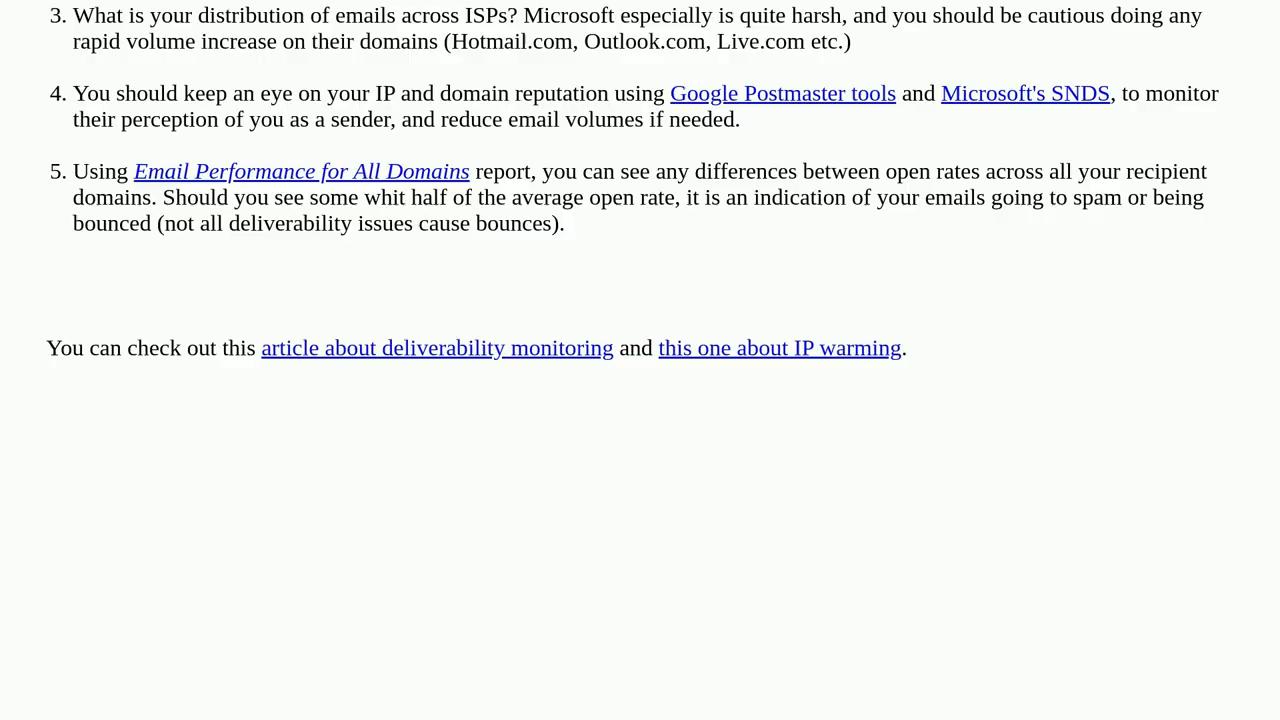 3. What is your distribution of emails across ISPs? Microsoft especially is quite harsh, and you should be cautious doing any
rapid volume increase on their domains (Hotmail.com, Outlook.com, Live.com etc.)
4. You should keep an eye on your IP and domain reputation using Google Postmaster tools and Microsoft's SNDS, to monitor
their perception of you as a sender, and reduce email volumes if needed.
5. Using Email Performance for All Domains report, you can see any differences between open rates across all your recipient
domains. Should you see some whit half of the average open rate, it is an indication of your emails going to spam or being
bounced (not all deliverability issues cause bounces).
You can check out this article about deliverability monitoring and this one about IP warming.